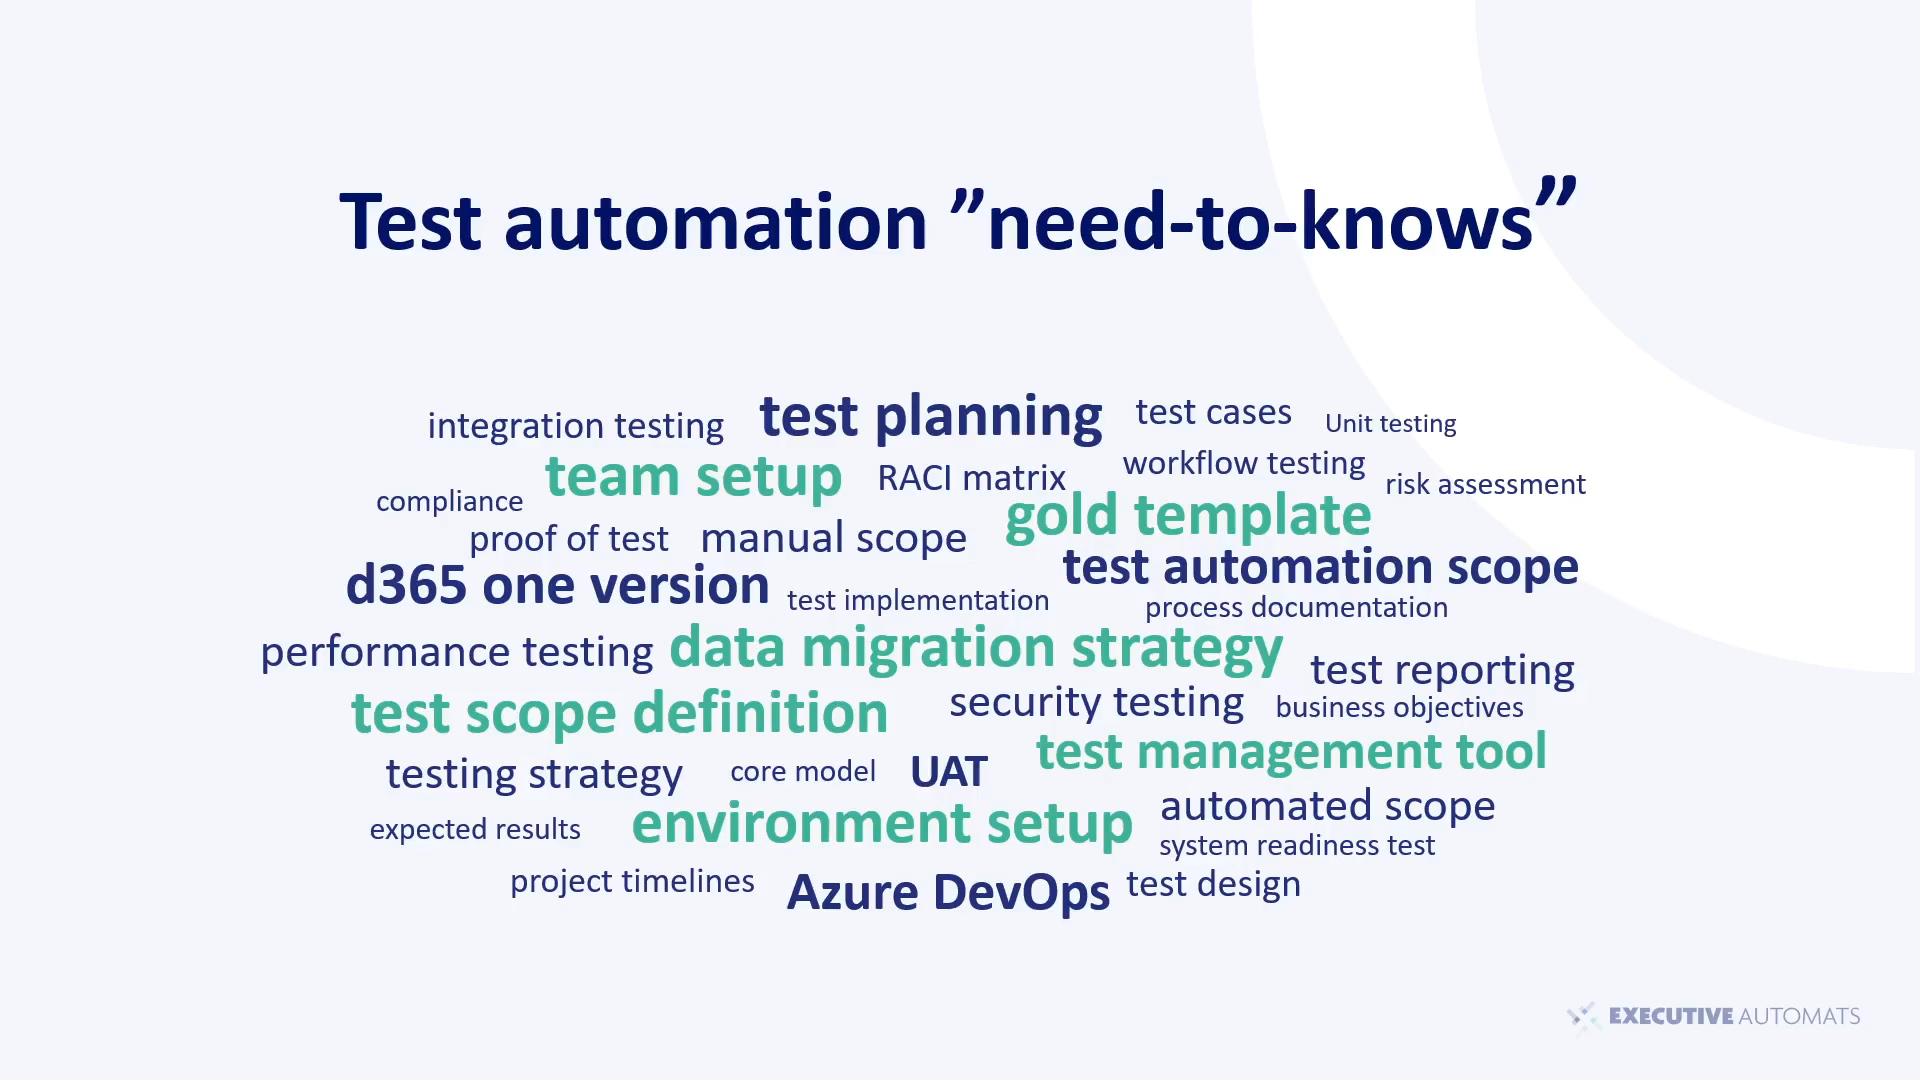 Test automation ”need-to-knows”
integration testing test planning test cases Unit testing
team setup RACI matrix workflow testing risk assessment
compliance gold template
proof of test manual scope test automation scope
d365 one version test implementation process documentation
performance testing data migration strategy test reporting
test scope definition security testing business objectives
testing strategy core model UAT test management tool
expected results environment setup automated scope
system readiness test
project timelines Azure DevOps test design
EXECUTIVE AUTOMATS